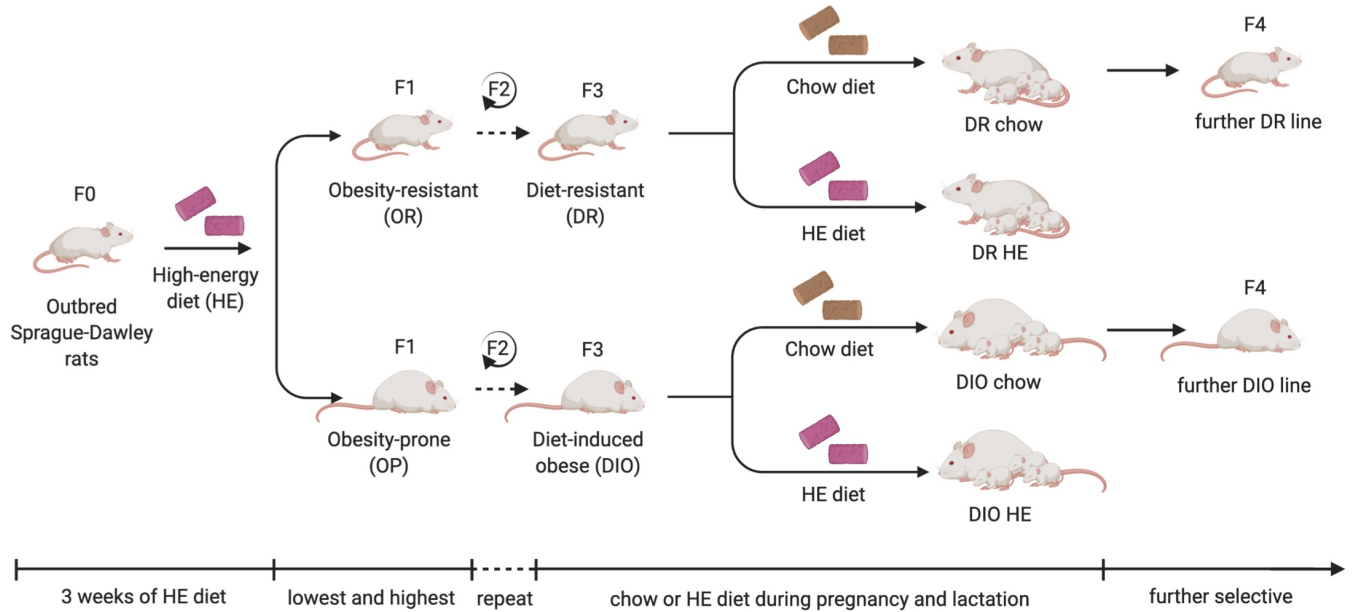 F0
Outbred
Sprague-Dawley
rats
High-energy
diet (HE)
F1
Obesity-resistant
(OR)
F2
F3
Diet-resistant
(DR)
Chow diet
DR chow
F4
further DR line
HE diet
DR HE
F1
Obesity-prone
(OP)
F2
F3
Diet-induced
obese (DIO)
Chow diet
DIO chow
F4
further DIO line
HE diet
DIO HE
3 weeks of HE diet
lowest and highest
repeat
chow or HE diet during pregnancy and lactation
further selective